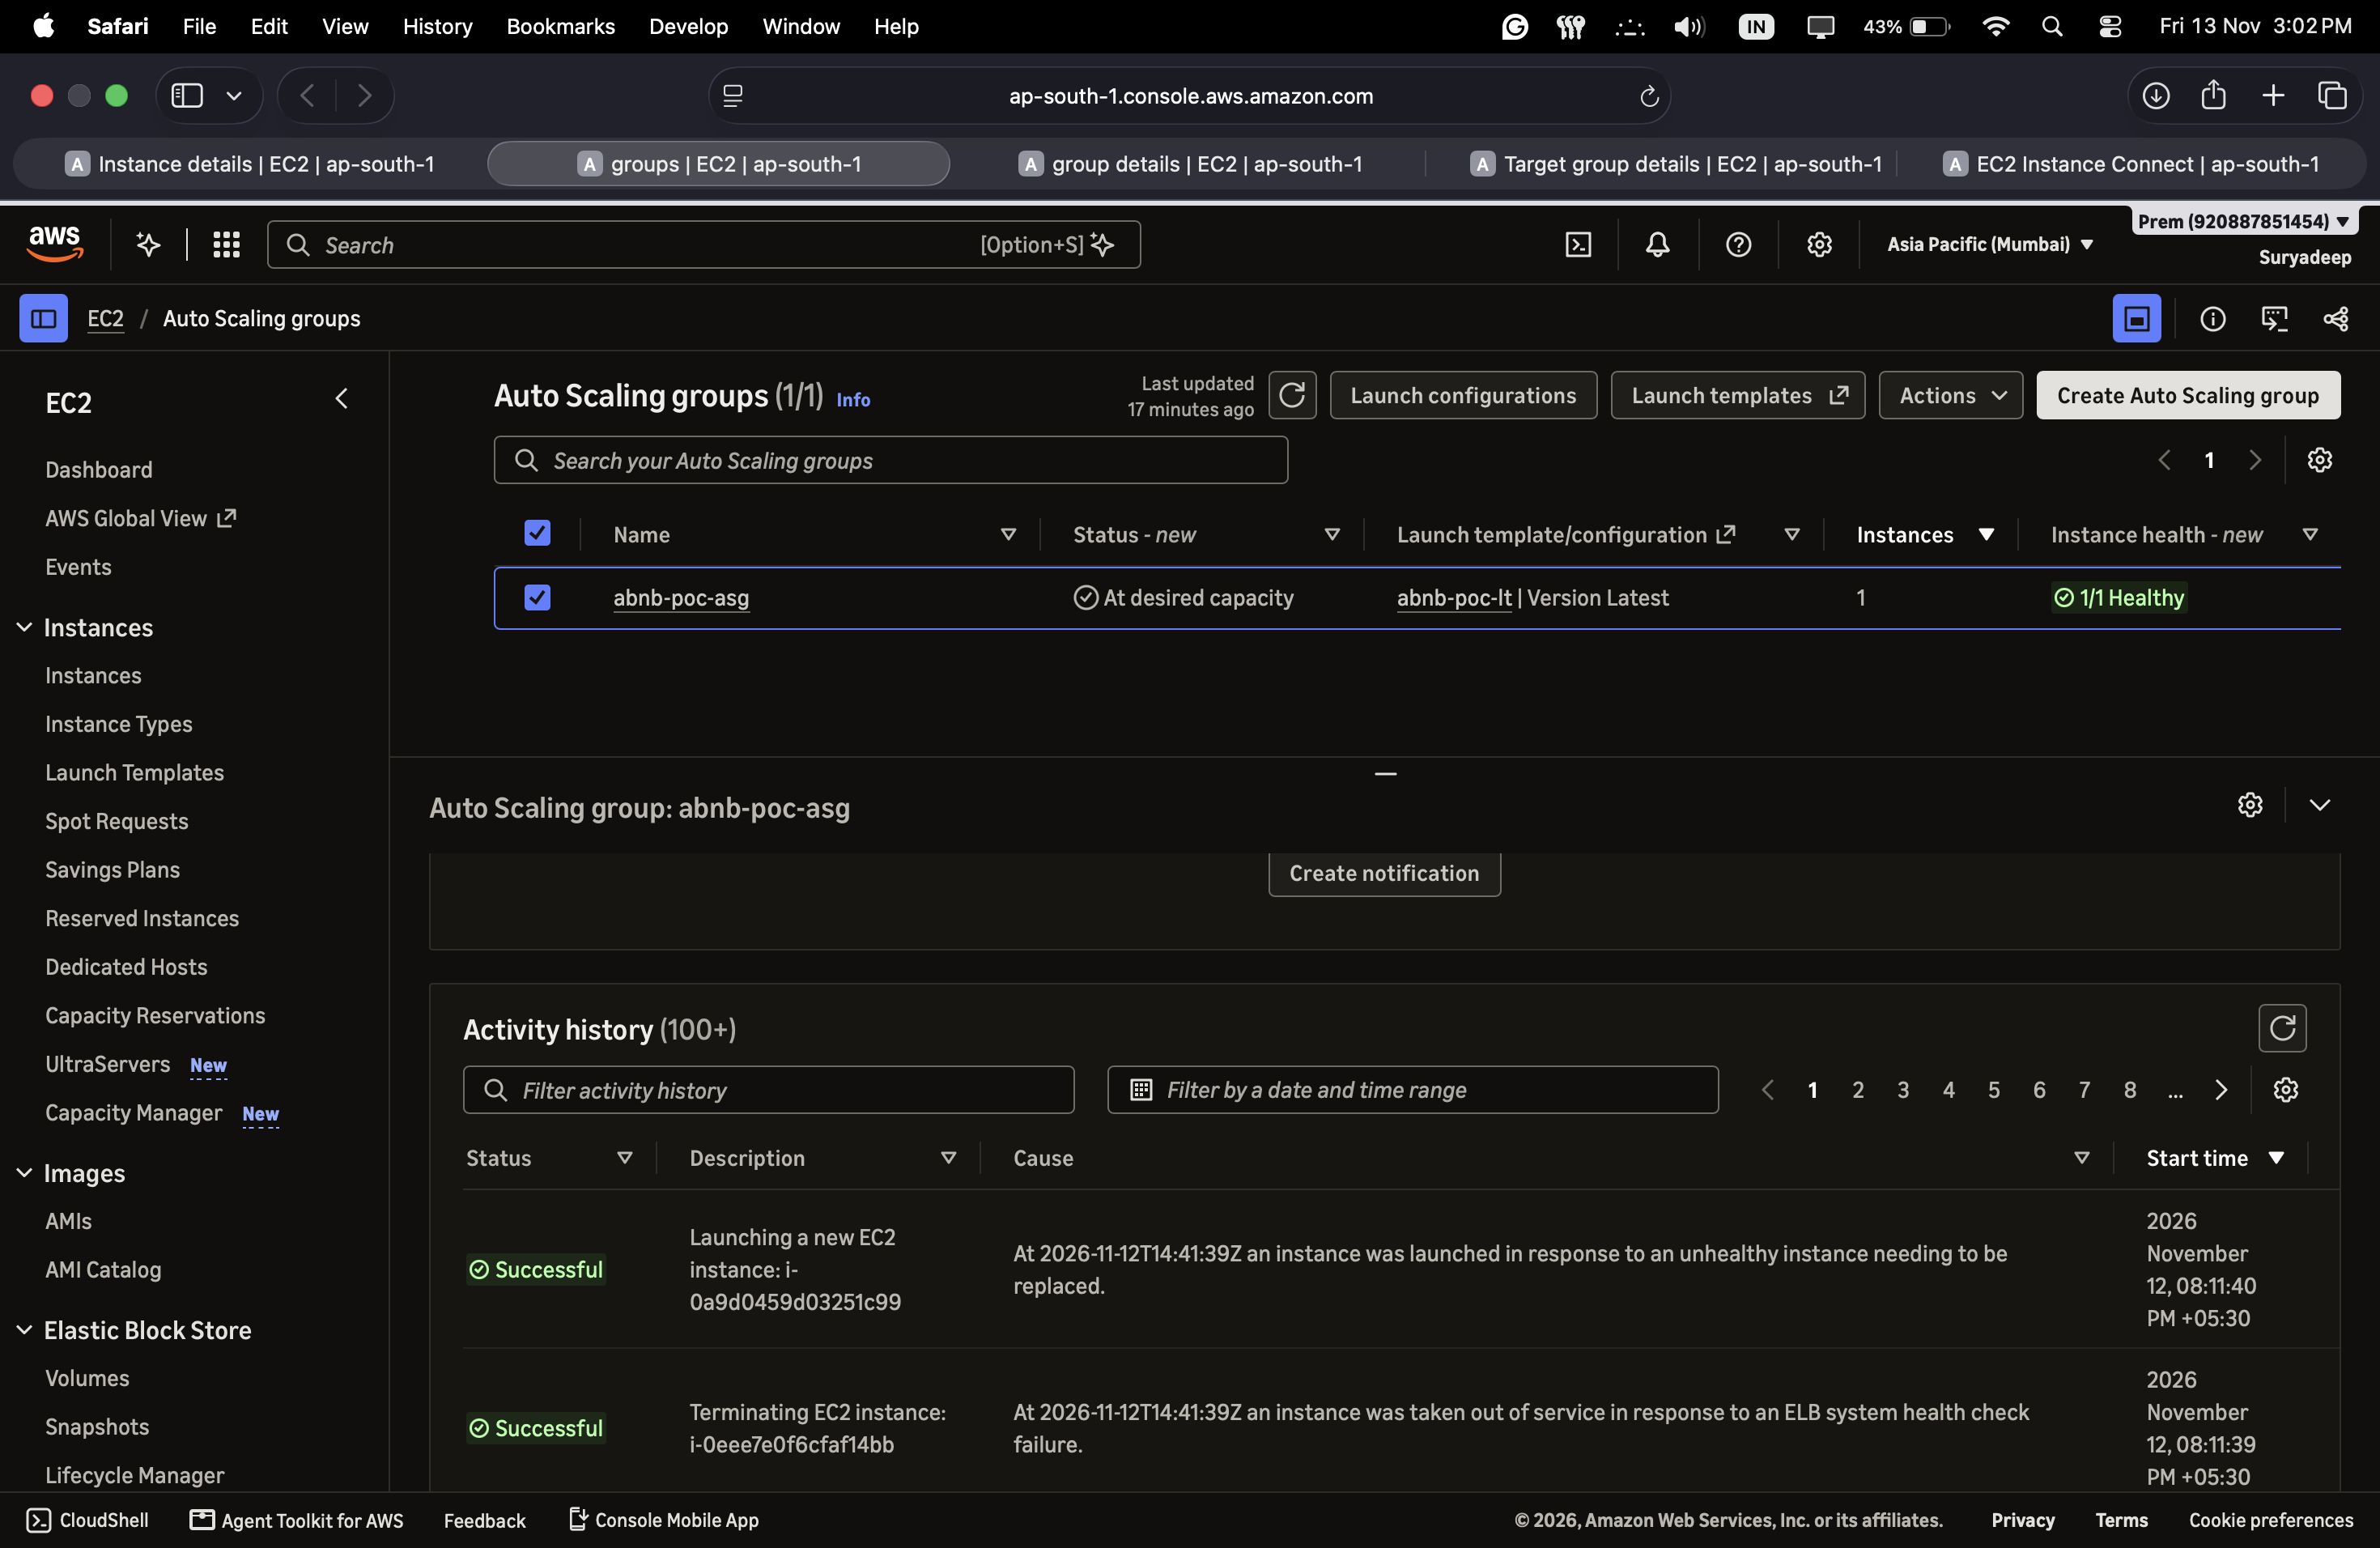 Safari File Edit View History Bookmarks Develop Window Help IN 43% Fri 13 Nov 3:02 PM
ap-south-1.console.aws.amazon.com
A Instance details | EC2 | ap-south-1
A groups | EC2 | ap-south-1
A group details | EC2 | ap-south-1
A Target group details | EC2 | ap-south-1
A EC2 Instance Connect | ap-south-1
aws Search [Option+S] Asia Pacific (Mumbai) Prem (920887851454)
Suryadeep
EC2 / Auto Scaling groups
EC2
Dashboard
AWS Global View
Events
Instances
Instances
Instance Types
Launch Templates
Spot Requests
Savings Plans
Reserved Instances
Dedicated Hosts
Capacity Reservations
UltraServers New
Capacity Manager New
Images
AMIs
AMI Catalog
Elastic Block Store
Volumes
Snapshots
Lifecycle Manager
Auto Scaling groups (1/1) Info
Last updated
17 minutes ago
Launch configurations
Launch templates
Actions
Create Auto Scaling group
Search your Auto Scaling groups
1
Name Status - new Launch template/configuration Instances Instance health - new
abnb-poc-asg At desired capacity abnb-poc-lt | Version Latest 1 1/1 Healthy
Auto Scaling group: abnb-poc-asg
Create notification
Activity history (100+)
Filter activity history
Filter by a date and time range
1 2 3 4 5 6 7 8 ...
Status Description Cause Start time
Successful
Launching a new EC2
instance: i-
0a9d0459d03251c99
At 2026-11-12T14:41:39Z an instance was launched in response to an unhealthy instance needing to be
replaced.
2026
November
12, 08:11:40
PM +05:30
Successful
Terminating EC2 instance:
i-0eee7e0f6cfaf14bb
At 2026-11-12T14:41:39Z an instance was taken out of service in response to an ELB system health check
failure.
2026
November
12, 08:11:39
PM +05:30
CloudShell Agent Toolkit for AWS Feedback Console Mobile App © 2026, Amazon Web Services, Inc. or its affiliates. Privacy Terms Cookie preferences